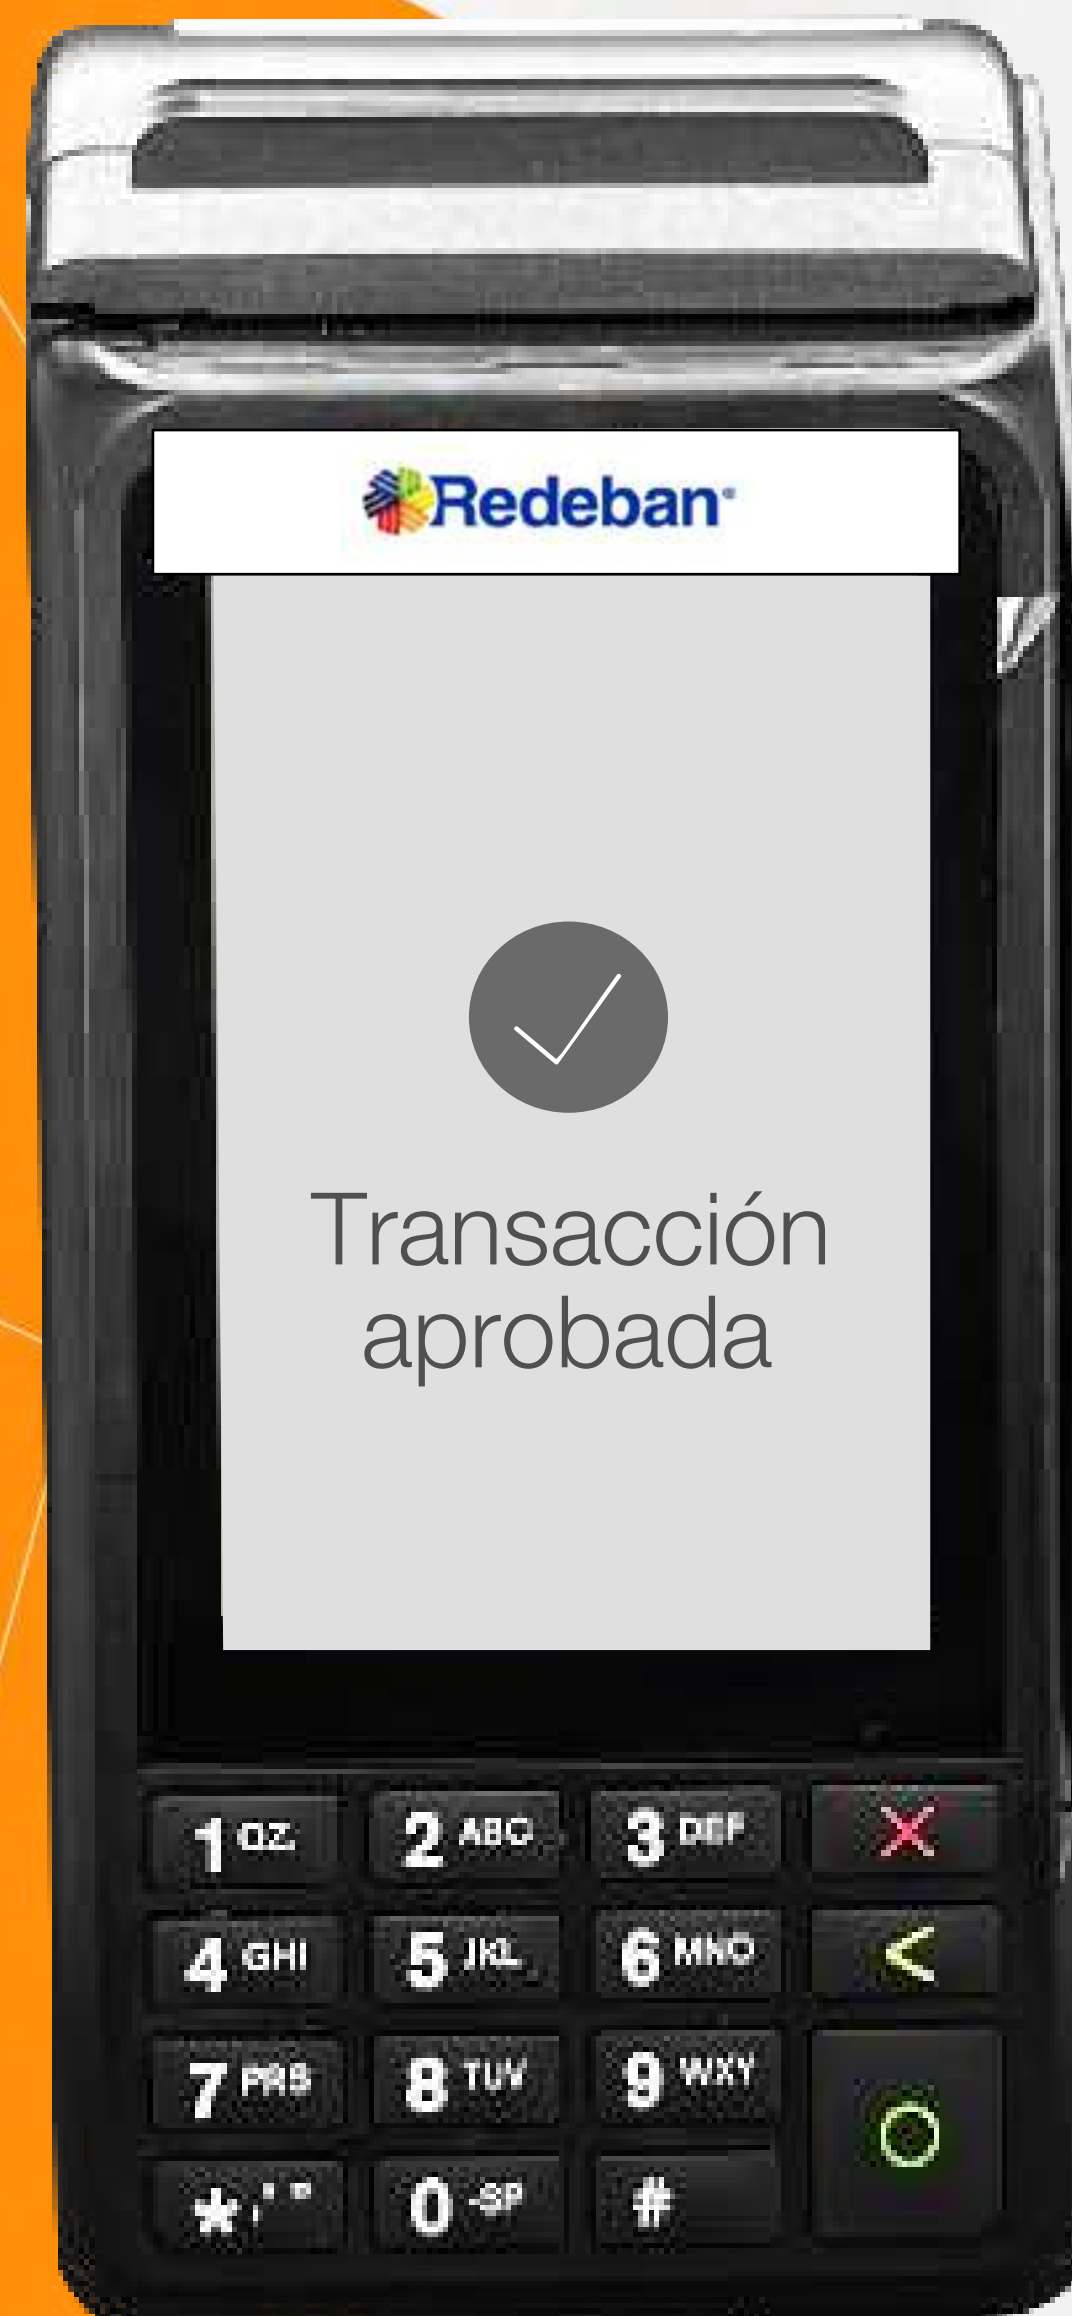 Redeban
Transacción
aprobada
1 QZ.
2 ABC
3 DEF
4 GHI
5 JKL
6 MNO
<
7 PRS
8 TUV
9 WXY
*,'"
0 -SP
#